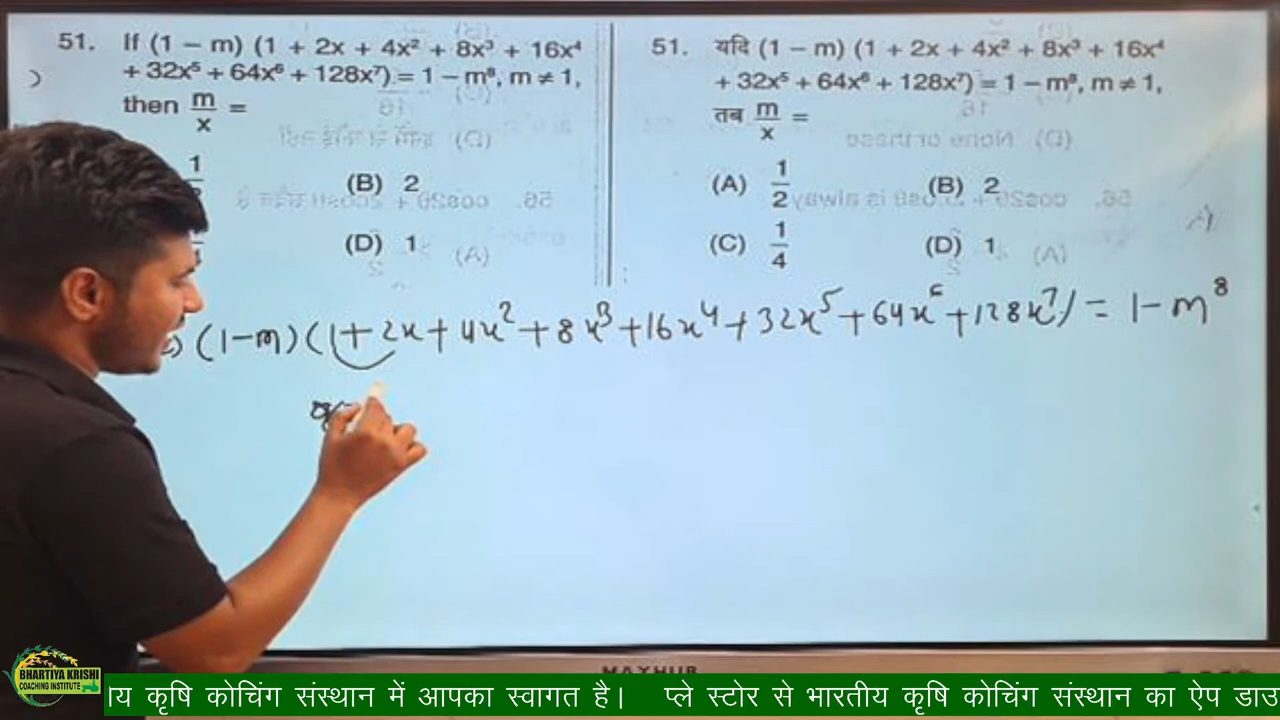 51. If (1 – m) (1 + 2x + 4x² + 8x³ + 16x⁴
+ 32x⁵ + 64x⁶ + 128x⁷) = 1 – m⁸, m ≠ 1,
then m/x =
1
(B) 2
(D) 1
51. यदि (1 – m) (1 + 2x + 4x² + 8x³ + 16x⁴
+ 32x⁵ + 64x⁶ + 128x⁷) = 1 – m⁸, m ≠ 1,
तब m/x =
(A) 1/2 (B) 2
(C) 1/4 (D) 1
(1-m)(1+2x+4x²+8x³+16x⁴+32x⁵+64x⁶+128x⁷) = 1-m⁸
MAXHUB
BHARTIYA KRISHI
COACHING INSTITUTE
य कृषि कोचिंग संस्थान में आपका स्वागत है। प्ले स्टोर से भारतीय कृषि कोचिंग संस्थान का ऐप